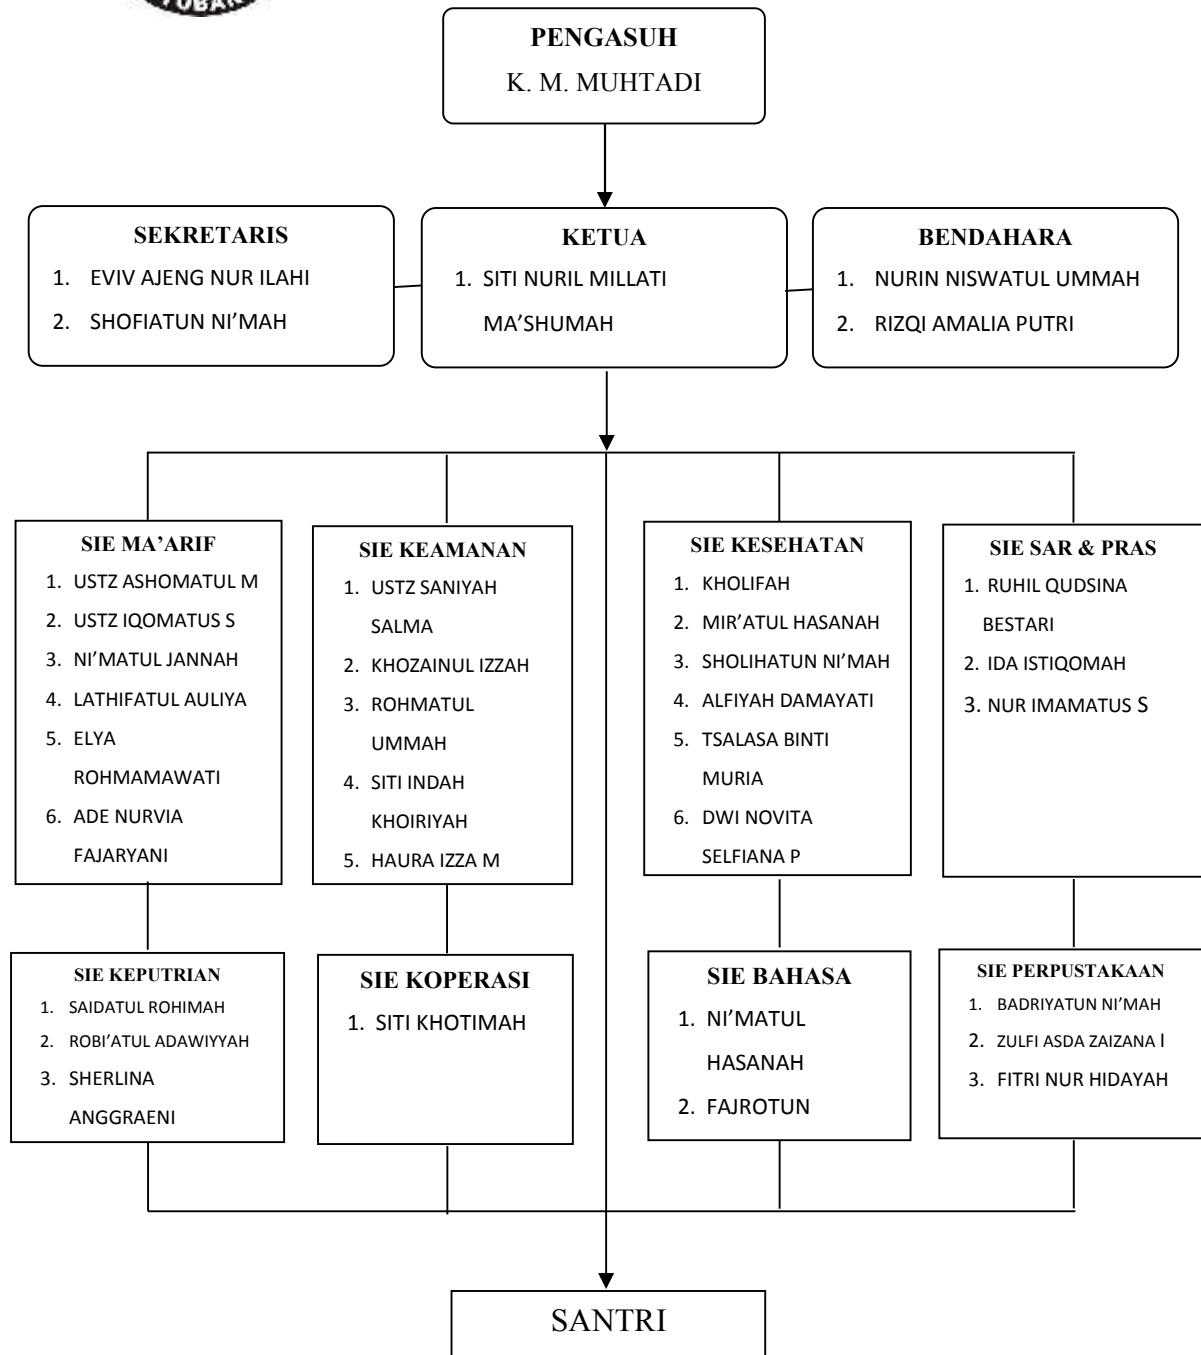 TUBAN
PENGASUH
K. M. MUHTADI
SEKRETARIS
1. EVIV AJENG NUR ILAHI
2. SHOFIATUN NI’MAH
KETUA
1. SITI NURIL MILLATI
MA’SHUMAH
BENDAHARA
1. NURIN NISWATUL UMMAH
2. RIZQI AMALIA PUTRI
SIE MA’ARIF
1. USTZ ASHOMATUL M
2. USTZ IQOMATUS S
3. NI’MATUL JANNAH
4. LATHIFATUL AULIYA
5. ELYA
ROHMAMAWATI
6. ADE NURVIA
FAJARYANI
SIE KEAMANAN
1. USTZ SANIYAH
SALMA
2. KHOZAINUL IZZAH
3. ROHMATUL
UMMAH
4. SITI INDAH
KHOIRIYAH
5. HAURA IZZA M
SIE KESEHATAN
1. KHOLIFAH
2. MIR’ATUL HASANAH
3. SHOLIHATUN NI’MAH
4. ALFIYAH DAMAYATI
5. TSALASA BINTI
MURIA
6. DWI NOVITA
SELFIANA P
SIE SAR & PRAS
1. RUHIL QUDSINA
BESTARI
2. IDA ISTIQOMAH
3. NUR IMAMATUS S
SIE KEPUTRIAN
1. SAIDATUL ROHIMAH
2. ROBI’ATUL ADAWIYYAH
3. SHERLINA
ANGGRAENI
SIE KOPERASI
1. SITI KHOTIMAH
SIE BAHASA
1. NI’MATUL
HASANAH
2. FAJROTUN
SIE PERPUSTAKAAN
1. BADRIYATUN NI’MAH
2. ZULFI ASDA ZAIZANA I
3. FITRI NUR HIDAYAH
SANTRI